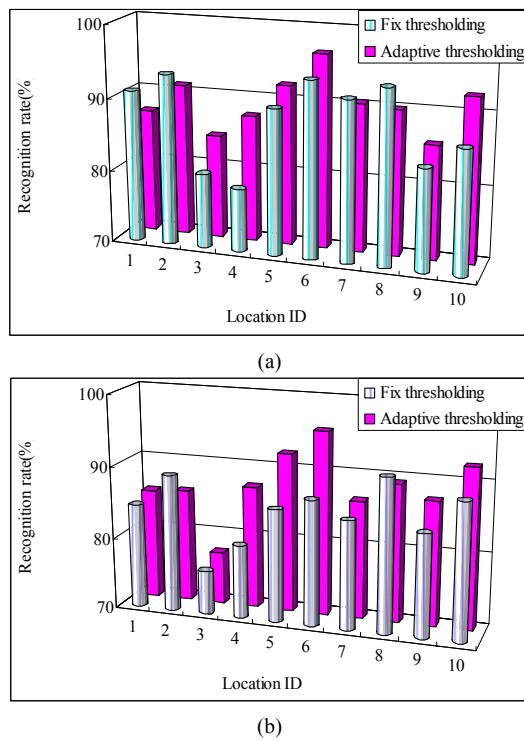 100
90
80
70
Recognition rate(%
Fix thresholding
Adaptive thresholding
1 2 3 4 5 6 7 8 9 10
Location ID
(a)
100
90
80
70
Recognition rate(%
Fix thresholding
Adaptive thresholding
1 2 3 4 5 6 7 8 9 10
Location ID
(b)